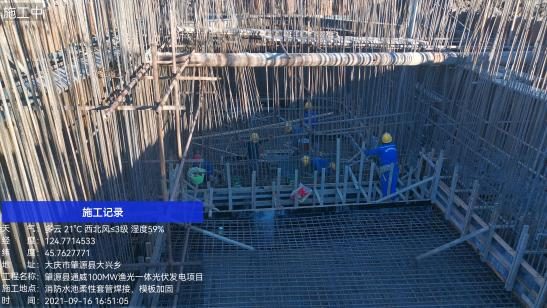 施工中
施工记录
天 气：多云 21℃ 西北风≤3级 湿度59%
经 度：124.7714533
纬 度：45.7627771
地 址：大庆市肇源县大兴乡
工程名称：肇源县通威100MW渔光一体光伏发电项目
施工地点：消防水池柔性套管焊接、模板加固
时 间：2021-09-16 16:51:05